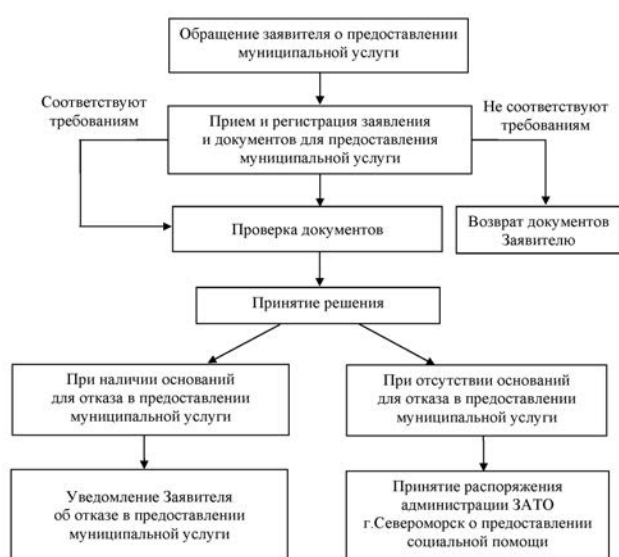 Обращение заявителя о предоставлении
муниципальной услуги
Соответствуют
требованиям
Прием и регистрация заявления
и документов для предоставления
муниципальной услуги
Не соответствуют
требованиям
Проверка документов
Возврат документов
Заявителю
Принятие решения
При наличии оснований
для отказа в предоставлении
муниципальной услуги
При отсутствии оснований
для отказа в предоставлении
муниципальной услуги
Уведомление Заявителя
об отказе в предоставлении
муниципальной услуги
Принятие распоряжения
администрации ЗАТО
г.Североморск о предоставлении
социальной помощи